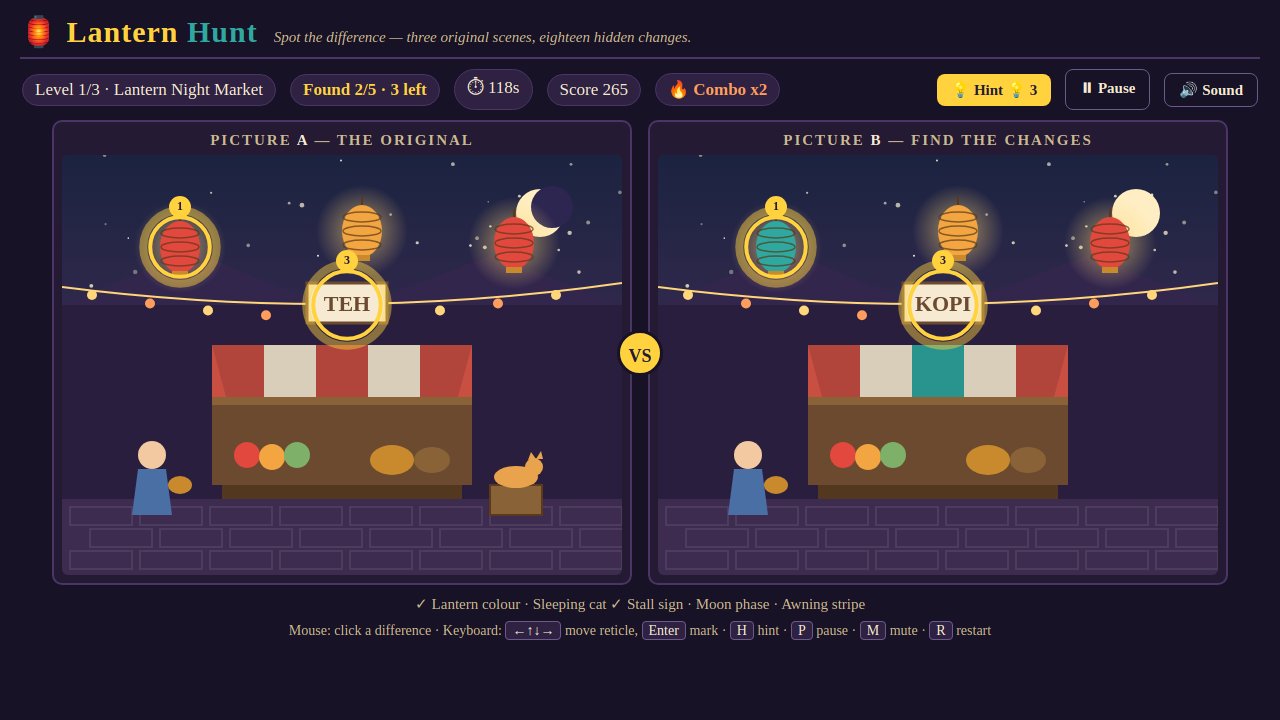 🏮 Lantern Hunt Spot the difference — three original scenes, eighteen hidden changes.
Level 1/3 · Lantern Night Market Found 2/5 · 3 left ⏱ 118s Score 265 🔥 Combo x2 💡 Hint 💡 3 ⏸ Pause 🔊 Sound
PICTURE A — THE ORIGINAL
1
3
TEH
VS
PICTURE B — FIND THE CHANGES
1
3
KOPI
✓ Lantern colour · Sleeping cat ✓ Stall sign · Moon phase · Awning stripe
Mouse: click a difference · Keyboard: ←↑↓→ move reticle, Enter mark · H hint · P pause · M mute · R restart